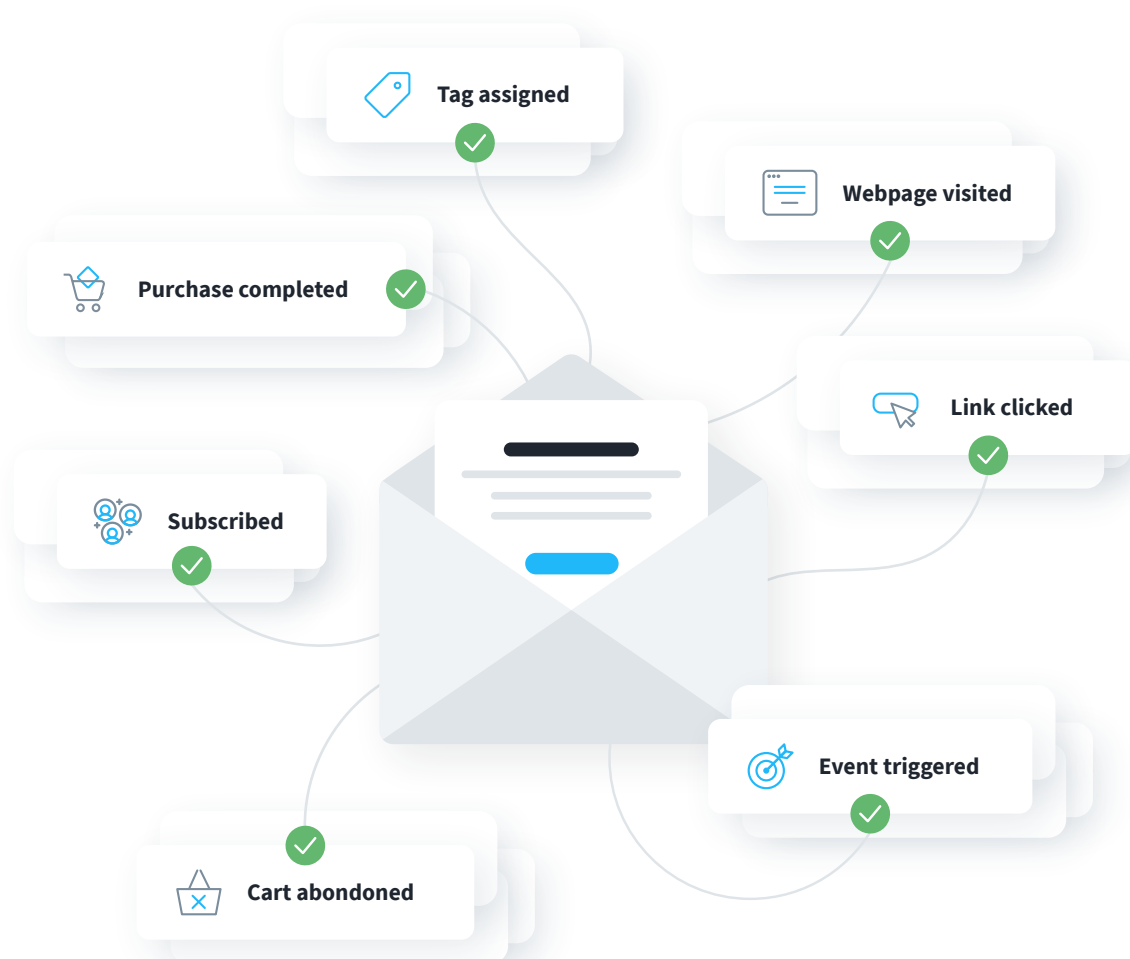 Tag assigned
Webpage visited
Purchase completed
Link clicked
Subscribed
Event triggered
Cart abondoned